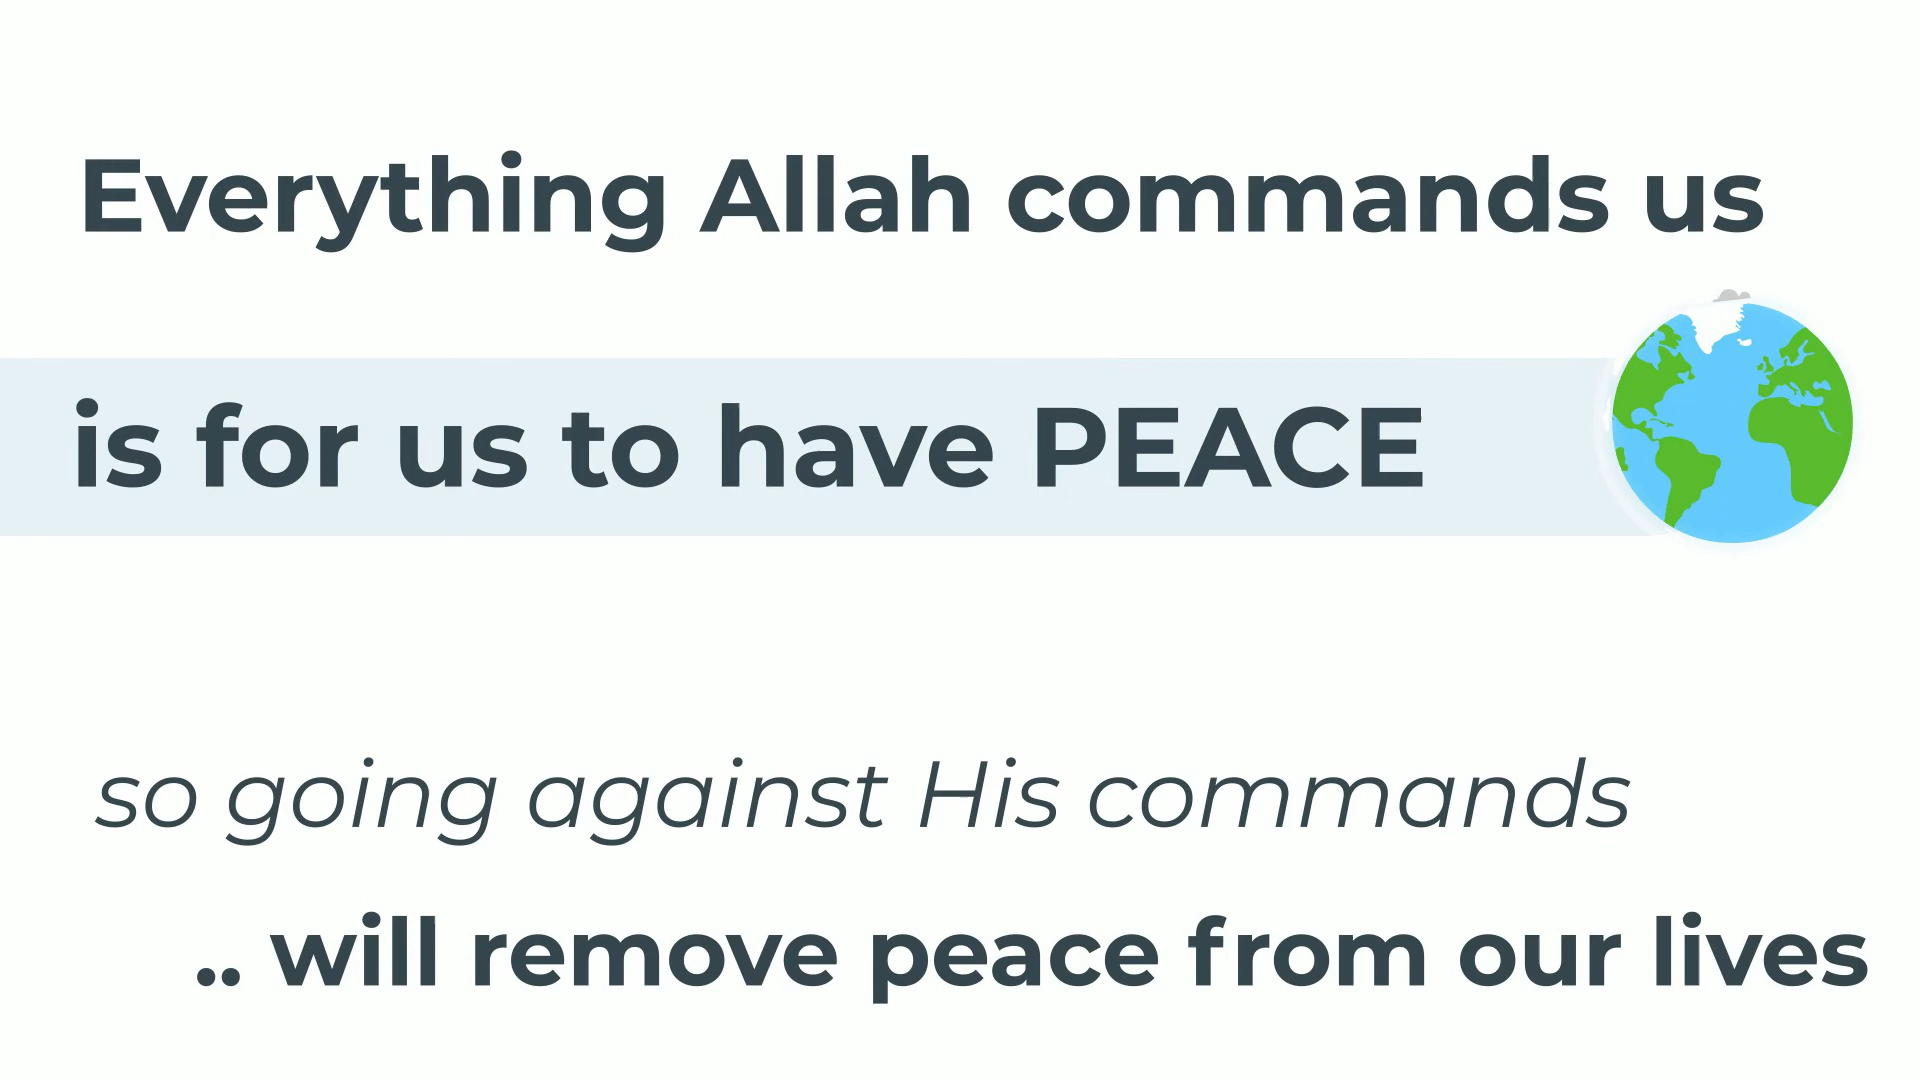 Everything Allah commands us
is for us to have PEACE
so going against His commands
.. will remove peace from our lives